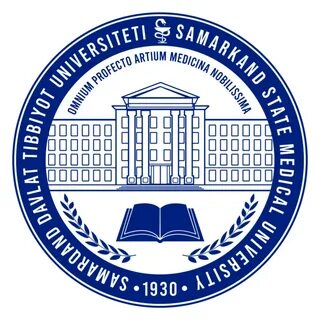 SAMARQAND DAVLAT TIBBIYOT UNIVERSITETI
SAMARKAND STATE MEDICAL UNIVERSITY
OMNIUM PROFECTO ARTIUM MEDICINA NOBILISSIMA
· 1930 ·